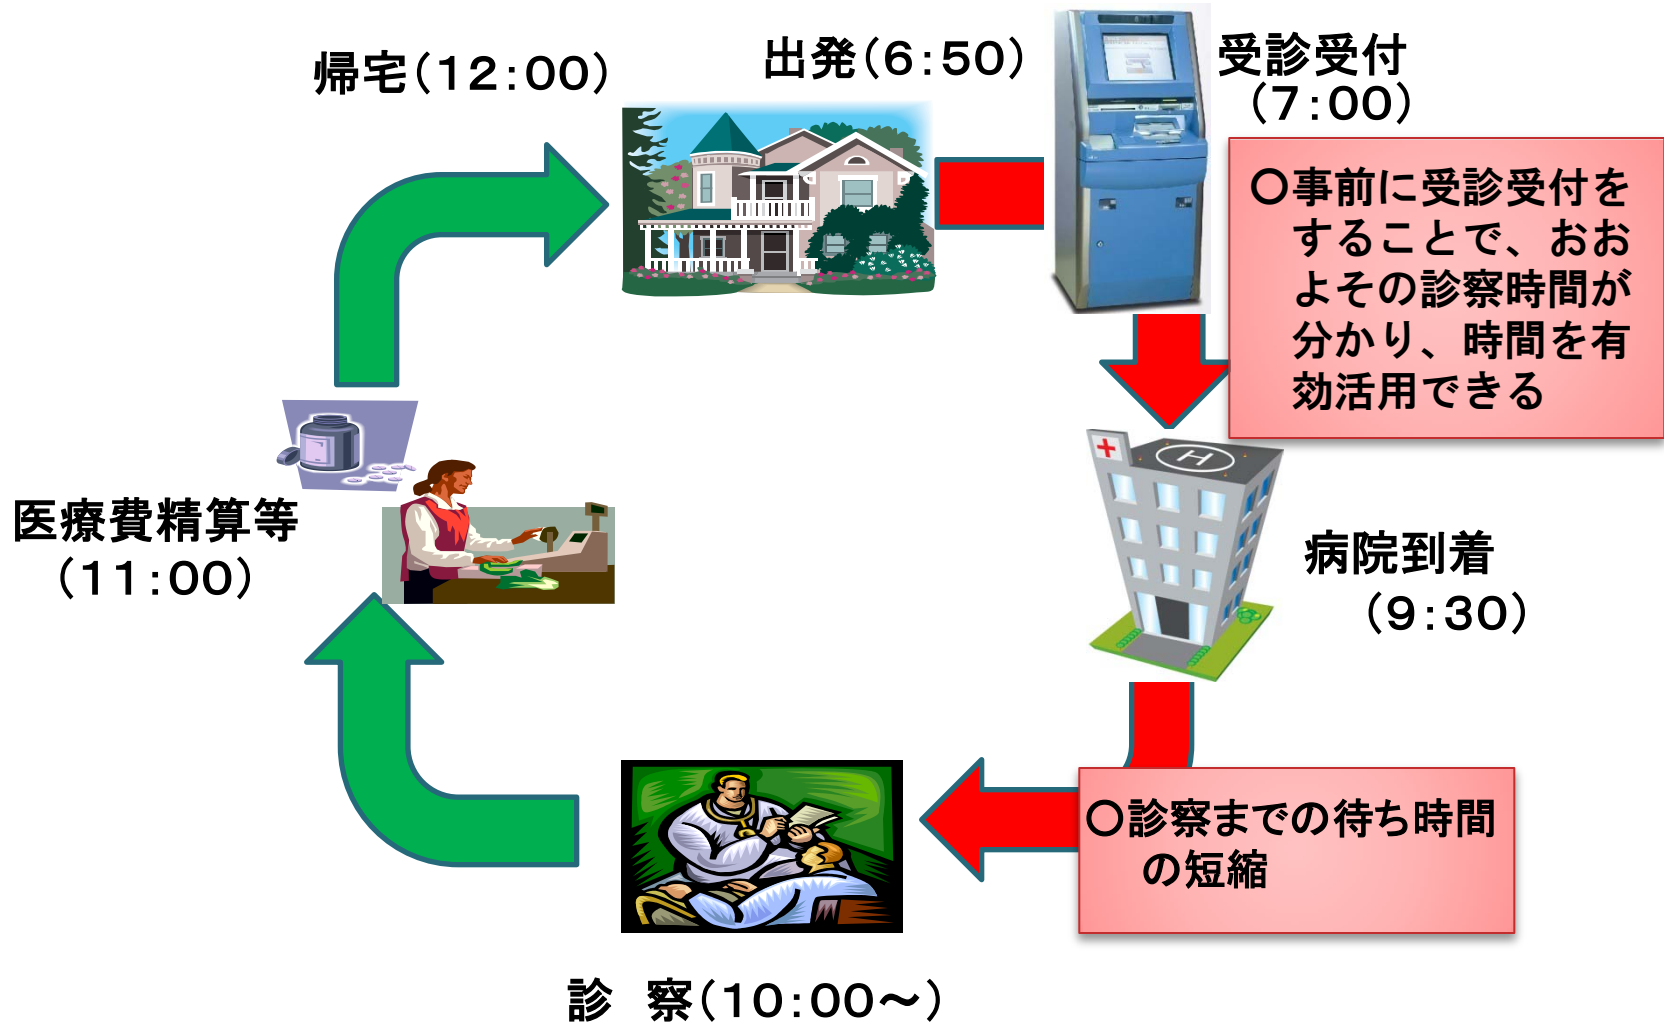 帰宅(12:00)
出発(6:50)
受診受付
(7:00)
○事前に受診受付を
することで、おお
よその診察時間が
分かり、時間を有
効活用できる
H
医療費精算等
(11:00)
病院到着
(9:30)
○診察までの待ち時間
の短縮
診　察(10:00～)